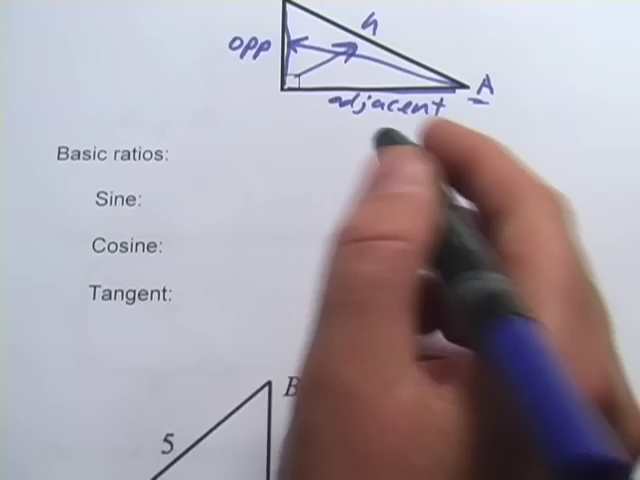 h
opp
A
adjacent
Basic ratios:
Sine:
Cosine:
Tangent:
B
5